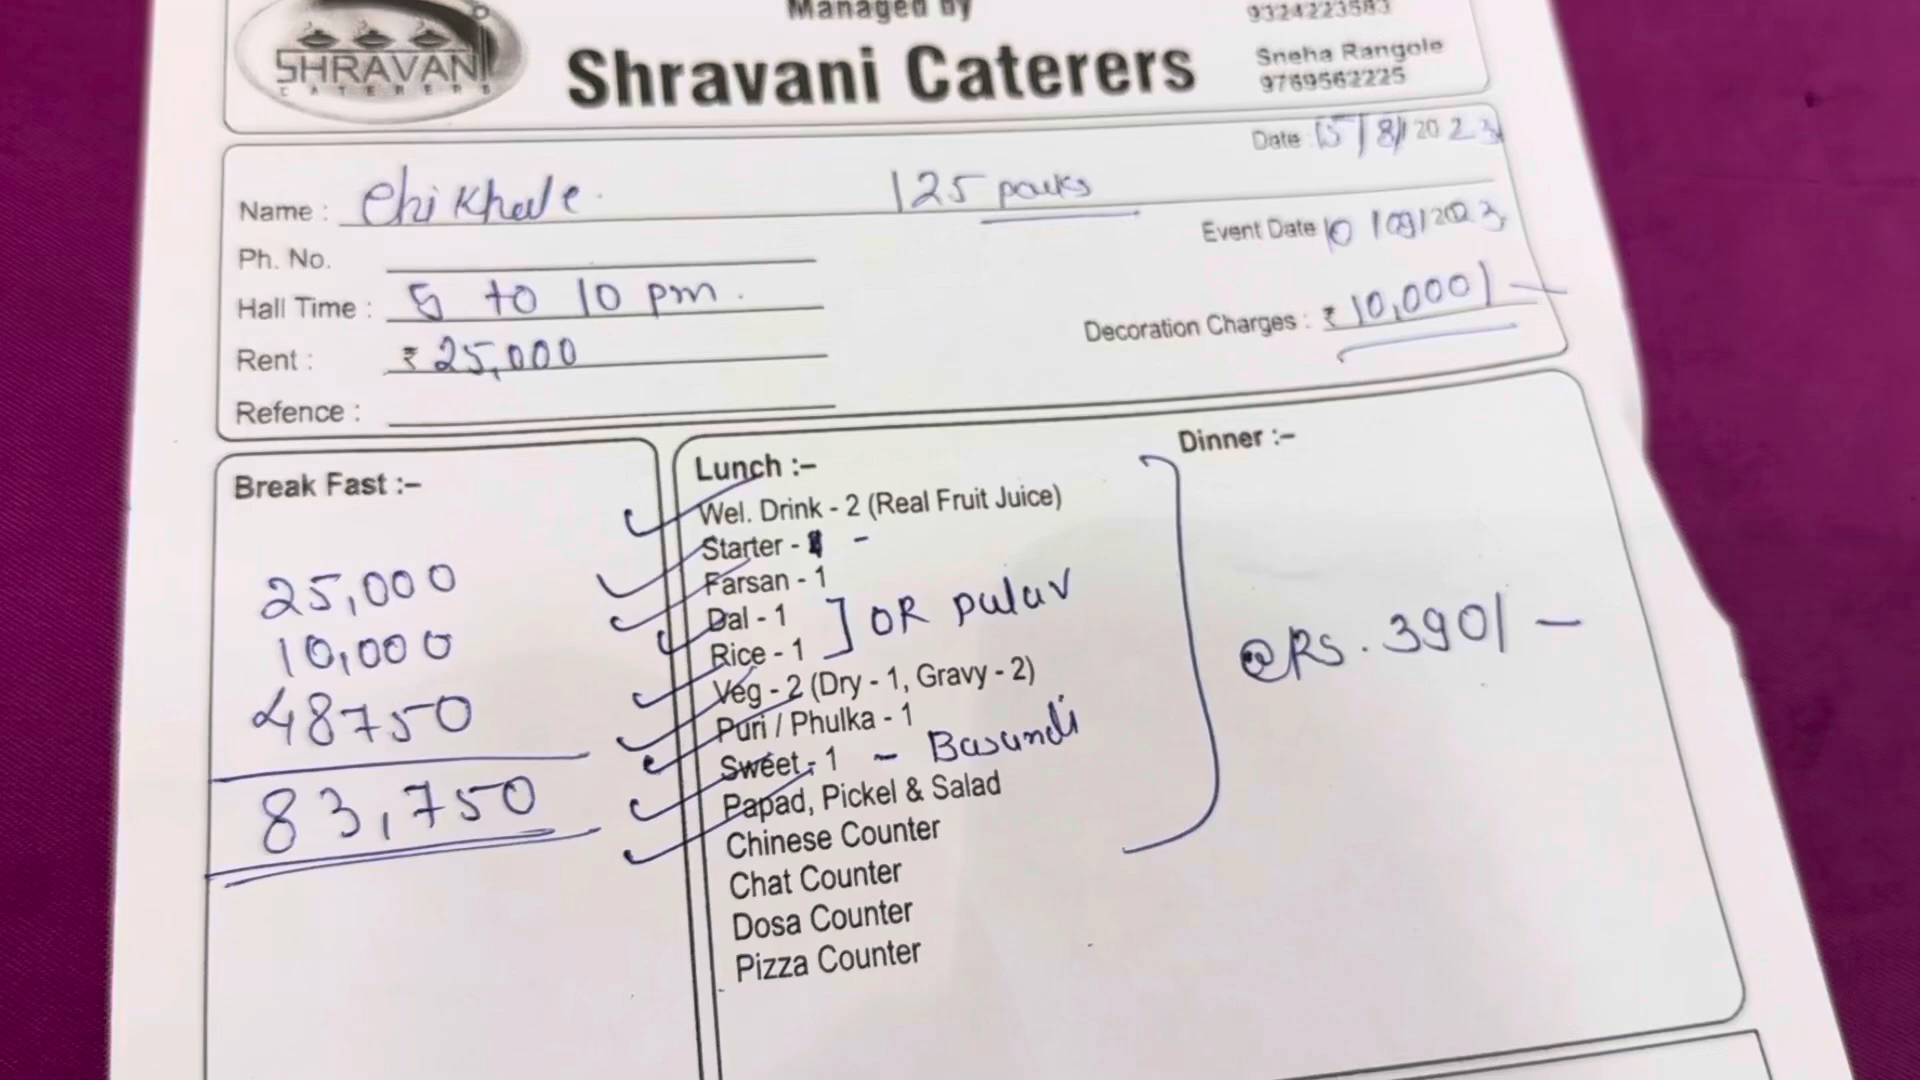 Managed by
SHRAVANI
CATERERS
Shravani Caterers
9324223583
Sneha Rangole
9769562225
Date : 15/8/2023
Name : Chikhale.
125 packs
Ph. No.
Event Date 10/09/2023
Hall Time : 5 to 10 pm.
Rent : ₹ 25,000
Decoration Charges : ₹ 10,000/-
Refence :
Break Fast :-
25,000
10,000
48750
83,750
Lunch :-
Wel. Drink - 2 (Real Fruit Juice)
Starter - 1 -
Farsan - 1
Dal - 1
Rice - 1
OR pulav
Veg - 2 (Dry - 1, Gravy - 2)
Puri / Phulka - 1
Sweet - 1 - Basundi
Papad, Pickel & Salad
Chinese Counter
Chat Counter
Dosa Counter
Pizza Counter
Dinner :-
@Rs. 390/-